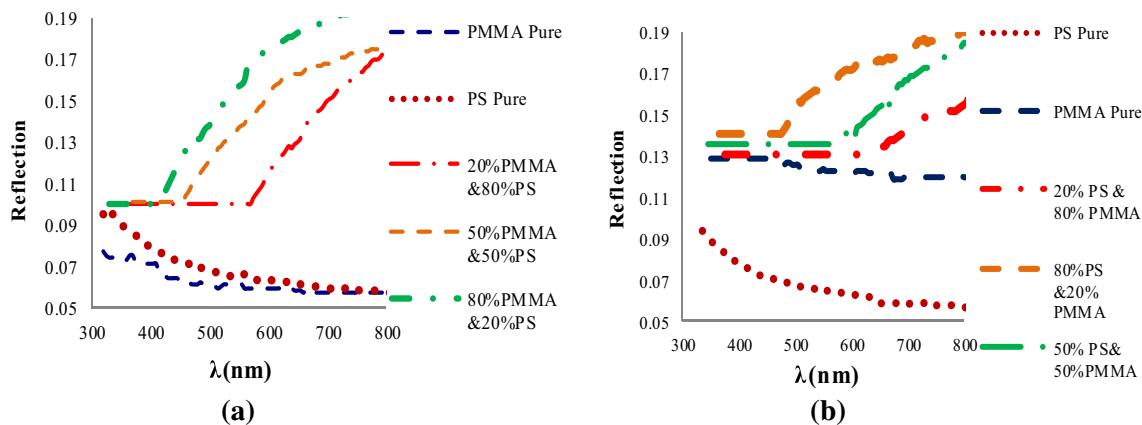 0.19
0.17
0.15
0.13
0.11
0.09
0.07
0.05
Reflection
300 400 500 600 700 800
λ(nm)
PMMA Pure
PS Pure
20%PMMA
&80%PS
50%PMMA
&50%PS
80%PMMA
&20%PS
(a)
0.19
0.17
0.15
0.13
0.11
0.09
0.07
0.05
Reflection
300 400 500 600 700 800
λ(nm)
PS Pure
PMMA Pure
20% PS &
80% PMMA
80%PS
&20%
PMMA
50% PS&
50%PMMA
(b)